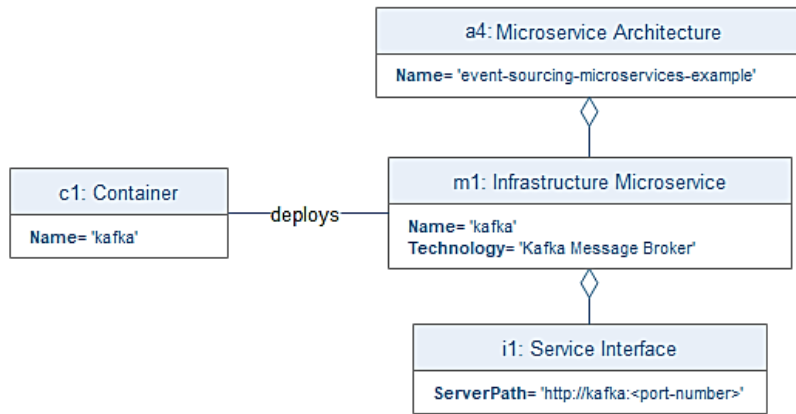 a4: Microservice Architecture
Name= 'event-sourcing-microservices-example'
c1: Container
Name= 'kafka'
deploys
m1: Infrastructure Microservice
Name= 'kafka'
Technology= 'Kafka Message Broker'
i1: Service Interface
ServerPath= 'http://kafka:<port-number>'